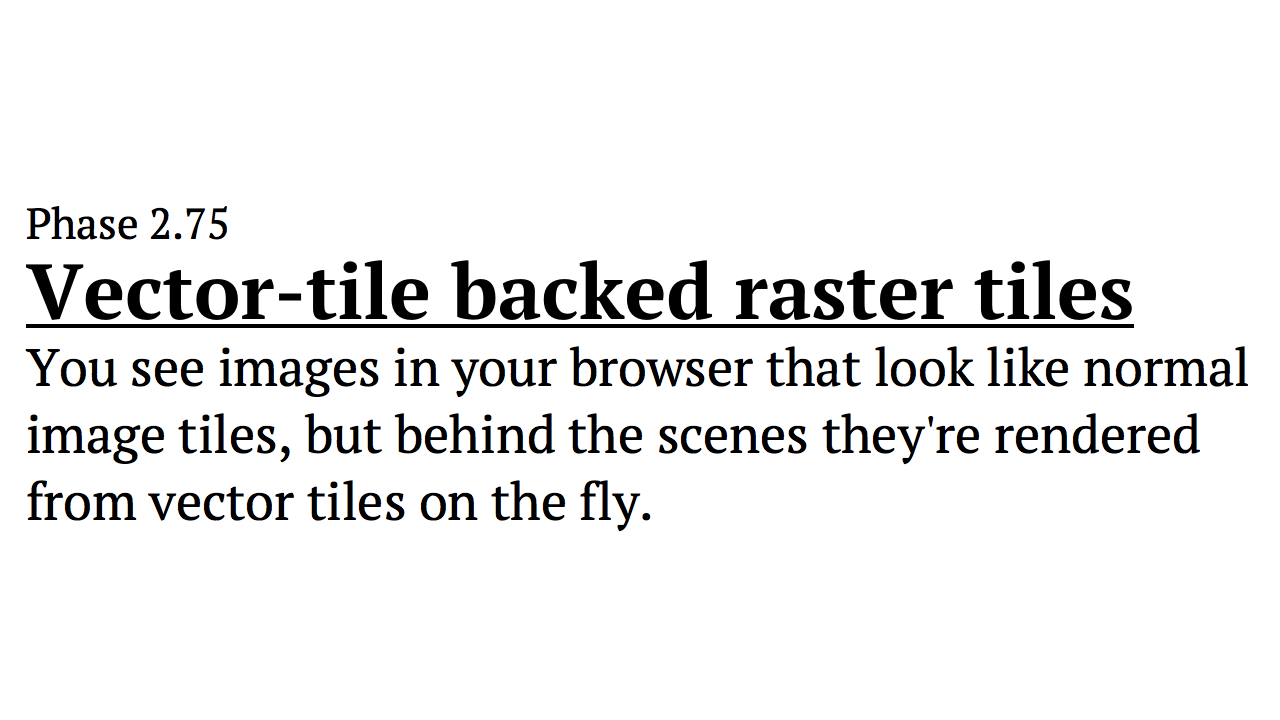 Phase 2.75
Vector-tile backed raster tiles
You see images in your browser that look like normal
image tiles, but behind the scenes they're rendered
from vector tiles on the fly.